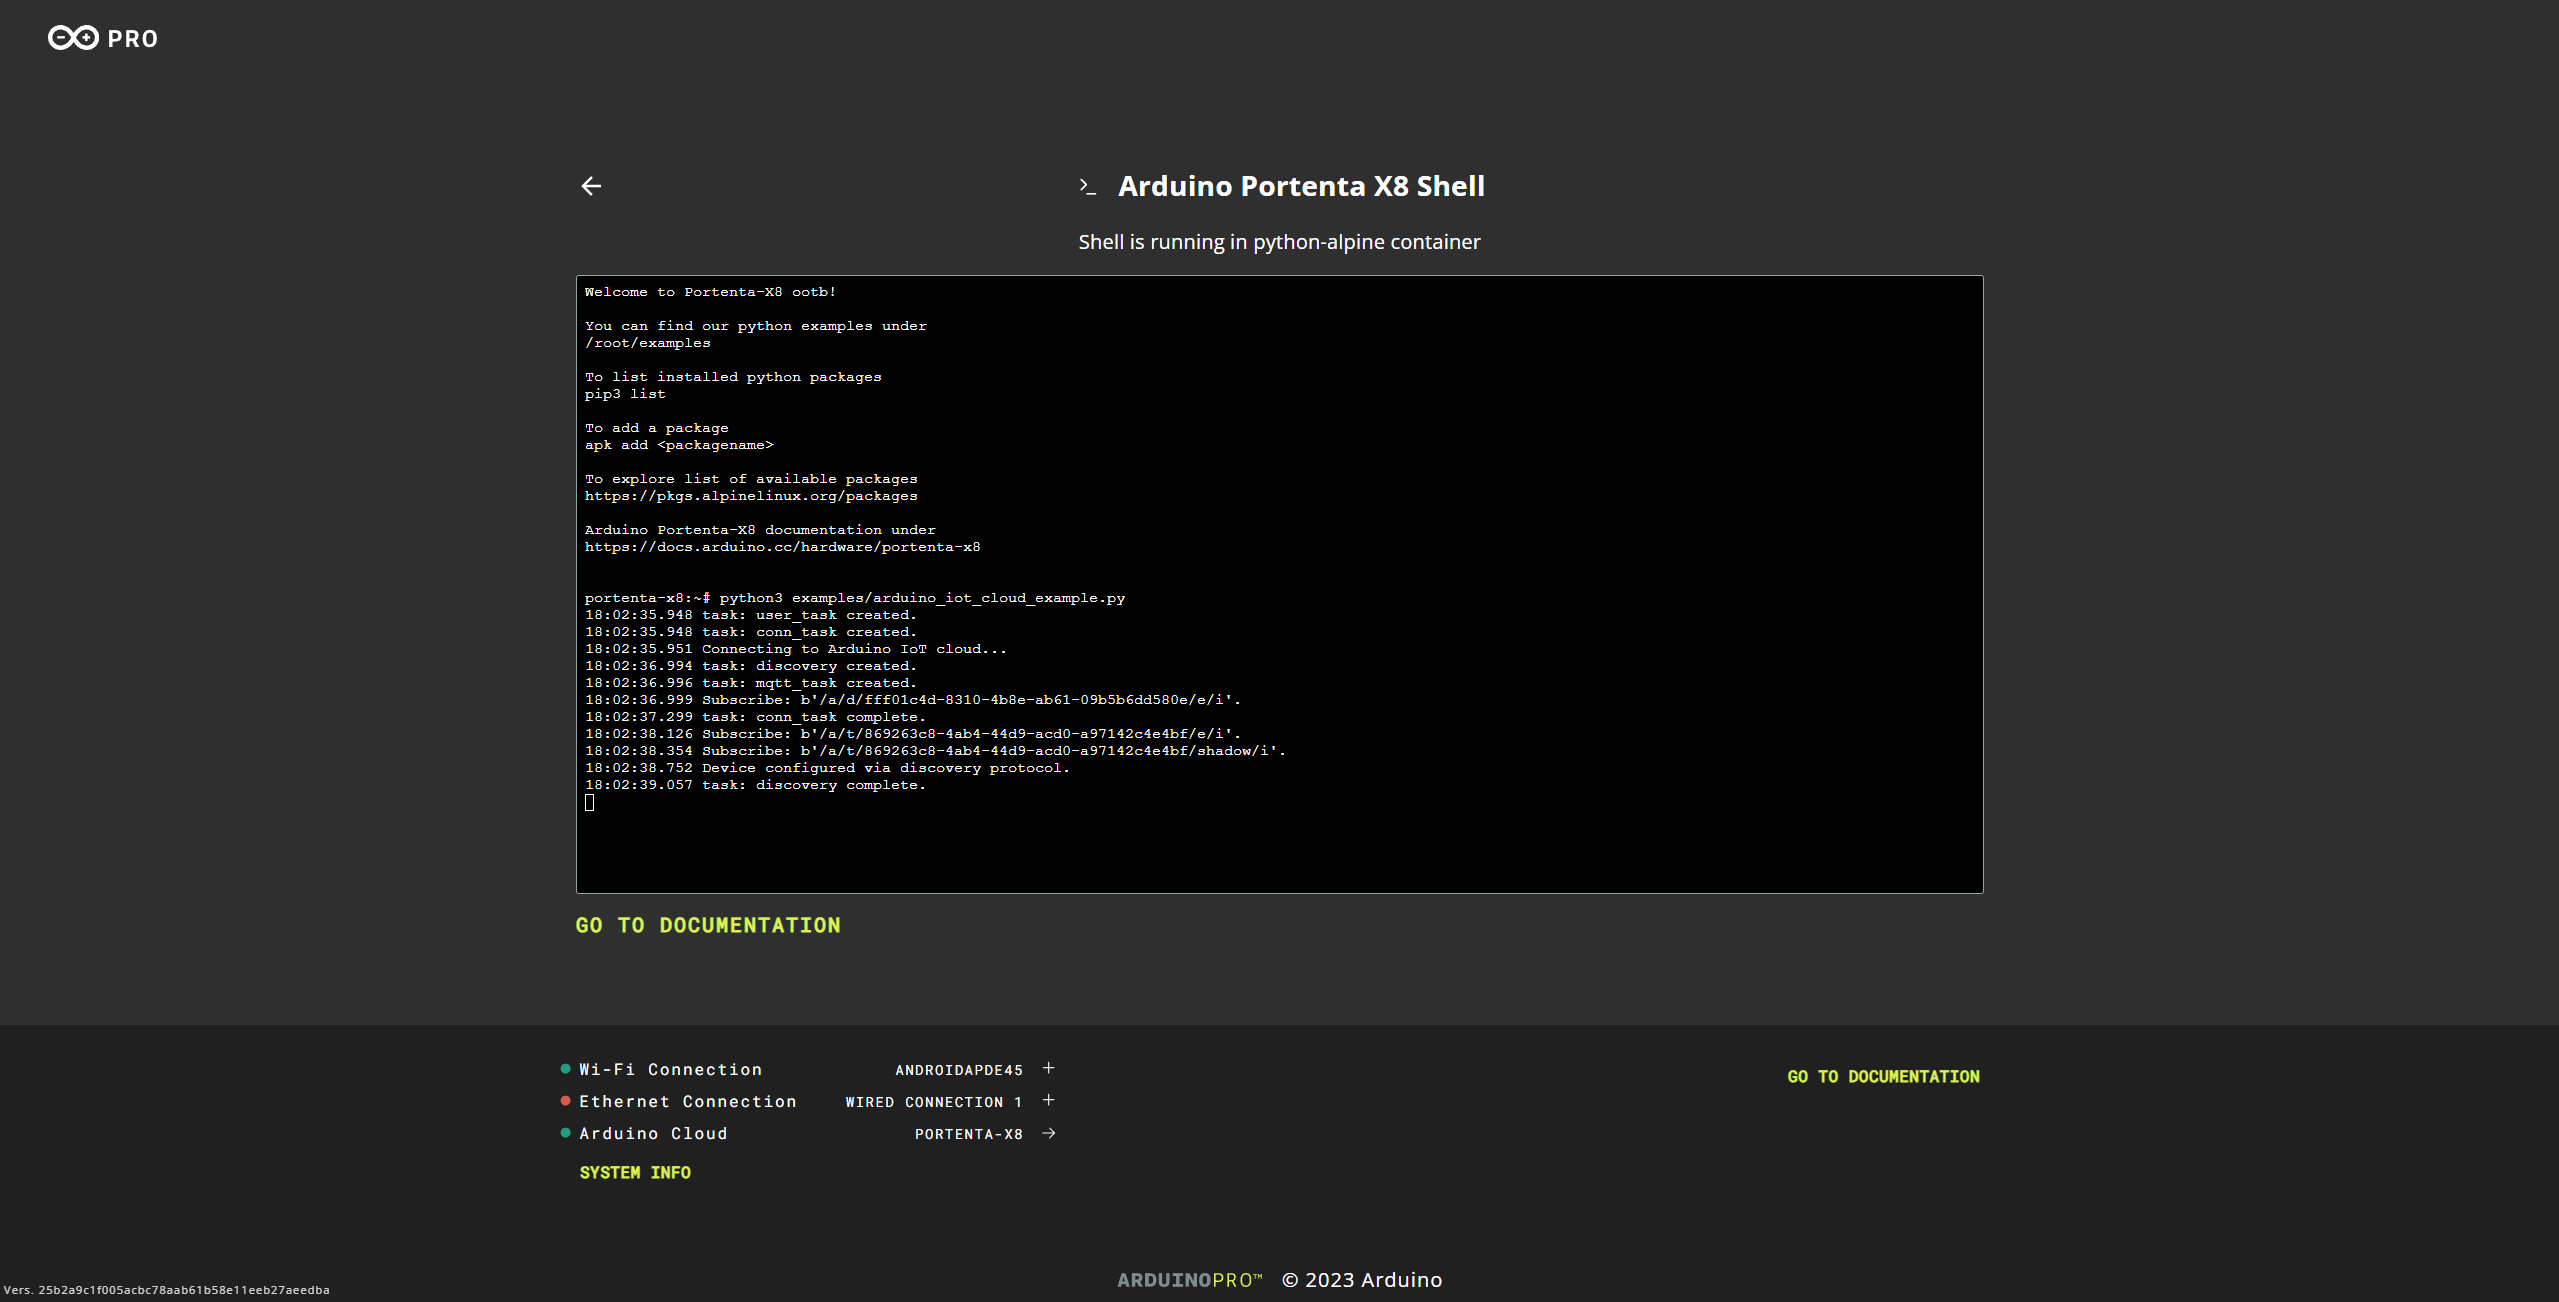 PRO
Arduino Portenta X8 Shell
Shell is running in python-alpine container
Welcome to Portenta-X8 ootb!
You can find our python examples under
/root/examples
To list installed python packages
pip3 list
To add a package
apk add <packagename>
To explore list of available packages
https://pkgs.alpinelinux.org/packages
Arduino Portenta-X8 documentation under
https://docs.arduino.cc/hardware/portenta-x8
portenta-x8:~# python3 examples/arduino_iot_cloud_example.py
18:02:35.948 task: user_task created.
18:02:35.948 task: conn_task created.
18:02:35.951 Connecting to Arduino IoT cloud...
18:02:36.994 task: discovery created.
18:02:36.996 task: mqtt_task created.
18:02:36.999 Subscribe: b'/a/d/fff01c4d-8310-4b8e-ab61-09b5b6dd580e/e/i'.
18:02:37.299 task: conn_task complete.
18:02:38.126 Subscribe: b'/a/t/869263c8-4ab4-44d9-acd0-a97142c4e4bf/e/i'.
18:02:38.354 Subscribe: b'/a/t/869263c8-4ab4-44d9-acd0-a97142c4e4bf/shadow/i'.
18:02:38.752 Device configured via discovery protocol.
18:02:39.057 task: discovery complete.
GO TO DOCUMENTATION
Wi-Fi Connection ANDROIDAPDE45 +
Ethernet Connection WIRED CONNECTION 1 +
Arduino Cloud PORTENTA-X8 →
SYSTEM INFO
GO TO DOCUMENTATION
ARDUINOPRO™ © 2023 Arduino
Vers. 25b2a9c1f005acbc78aab61b58e11eeb27aeedba